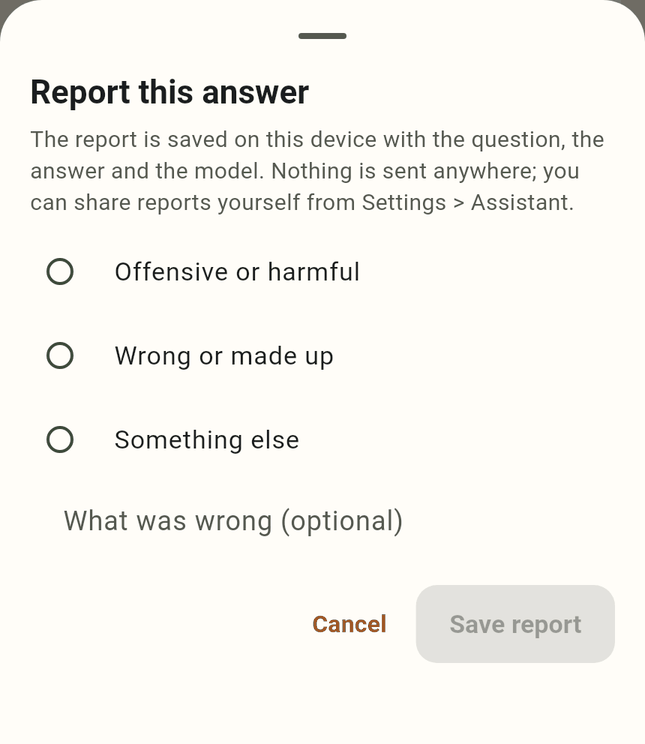 Report this answer
The report is saved on this device with the question, the
answer and the model. Nothing is sent anywhere; you
can share reports yourself from Settings > Assistant.
Offensive or harmful
Wrong or made up
Something else
What was wrong (optional)
Cancel
Save report